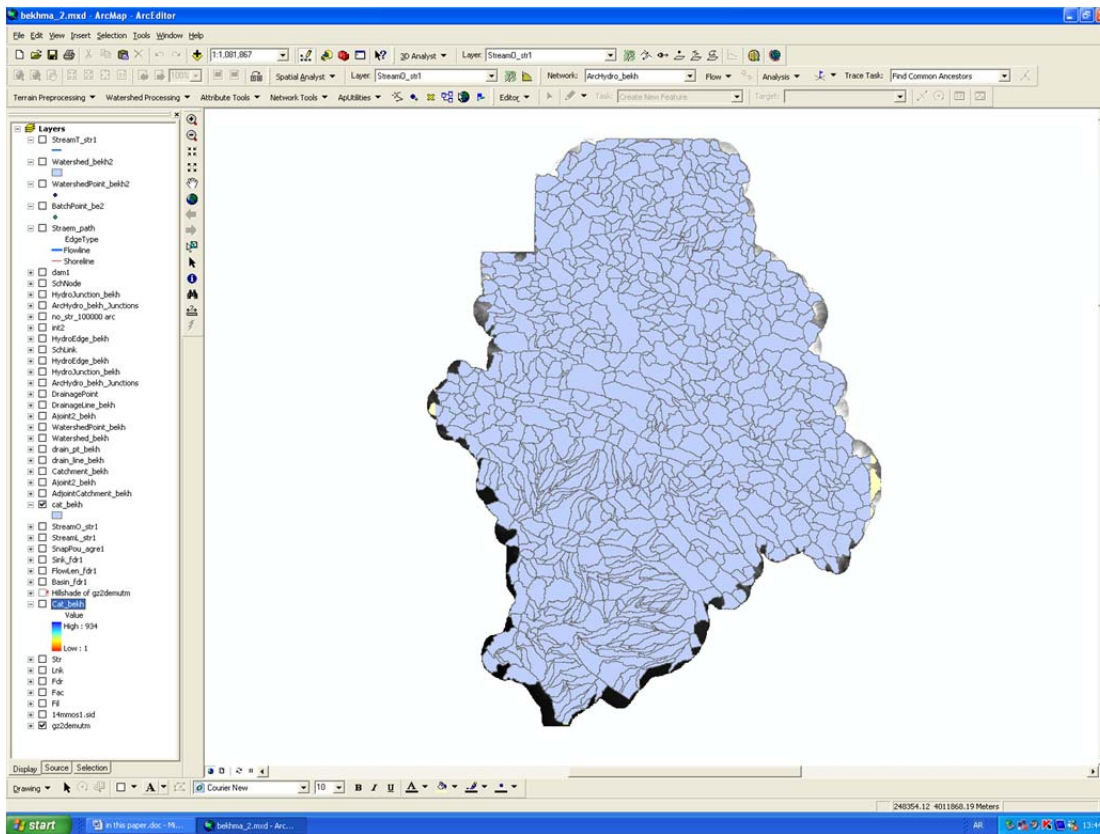 bekhma_2.mxd - ArcMap - ArcEditor
File Edit View Insert Selection Tools Window Help
1:1,081,867 3D Analyst Layer: StreamO_str1
100% Spatial Analyst Layer: StreamO_str1 Network: ArcHydro_bekh Flow Analysis Trace Task: Find Common Ancestors
Terrain Preprocessing Watershed Processing Attribute Tools Network Tools ApUtilities Editor Task: Create New Feature Target:
Layers
StreamT_str1
Watershed_bekh2
WatershedPoint_bekh2
BatchPoint_be2
Straem_path
EdgeType
Flowline
Shoreline
dam1
SchNode
HydroJunction_bekh
ArcHydro_bekh_Junctions
no_str_100000 arc
int2
HydroEdge_bekh
SchLink
HydroEdge_bekh
HydroJunction_bekh
ArcHydro_bekh_Junctions
DrainagePoint
DrainageLine_bekh
Ajoint2_bekh
WatershedPoint_bekh
Watershed_bekh
drain_pt_bekh
drain_line_bekh
Catchment_bekh
Ajoint2_bekh
AdjointCatchment_bekh
cat_bekh
StreamO_str1
StreamL_str1
SnapPou_agre1
Sink_fdr1
FlowLen_fdr1
Basin_fdr1
Hillshade of gz2demutm
Cat_bekh
Value
High : 934
Low : 1
Str
Lnk
Fdr
Fac
Fil
14mmos1.sid
gz2demutm
Display Source Selection
Drawing A Courier New 10 B I U A
248354.12 4011868.19 Meters
start in this paper.doc - Mi... bekhma_2.mxd - Arc... AR 13:44